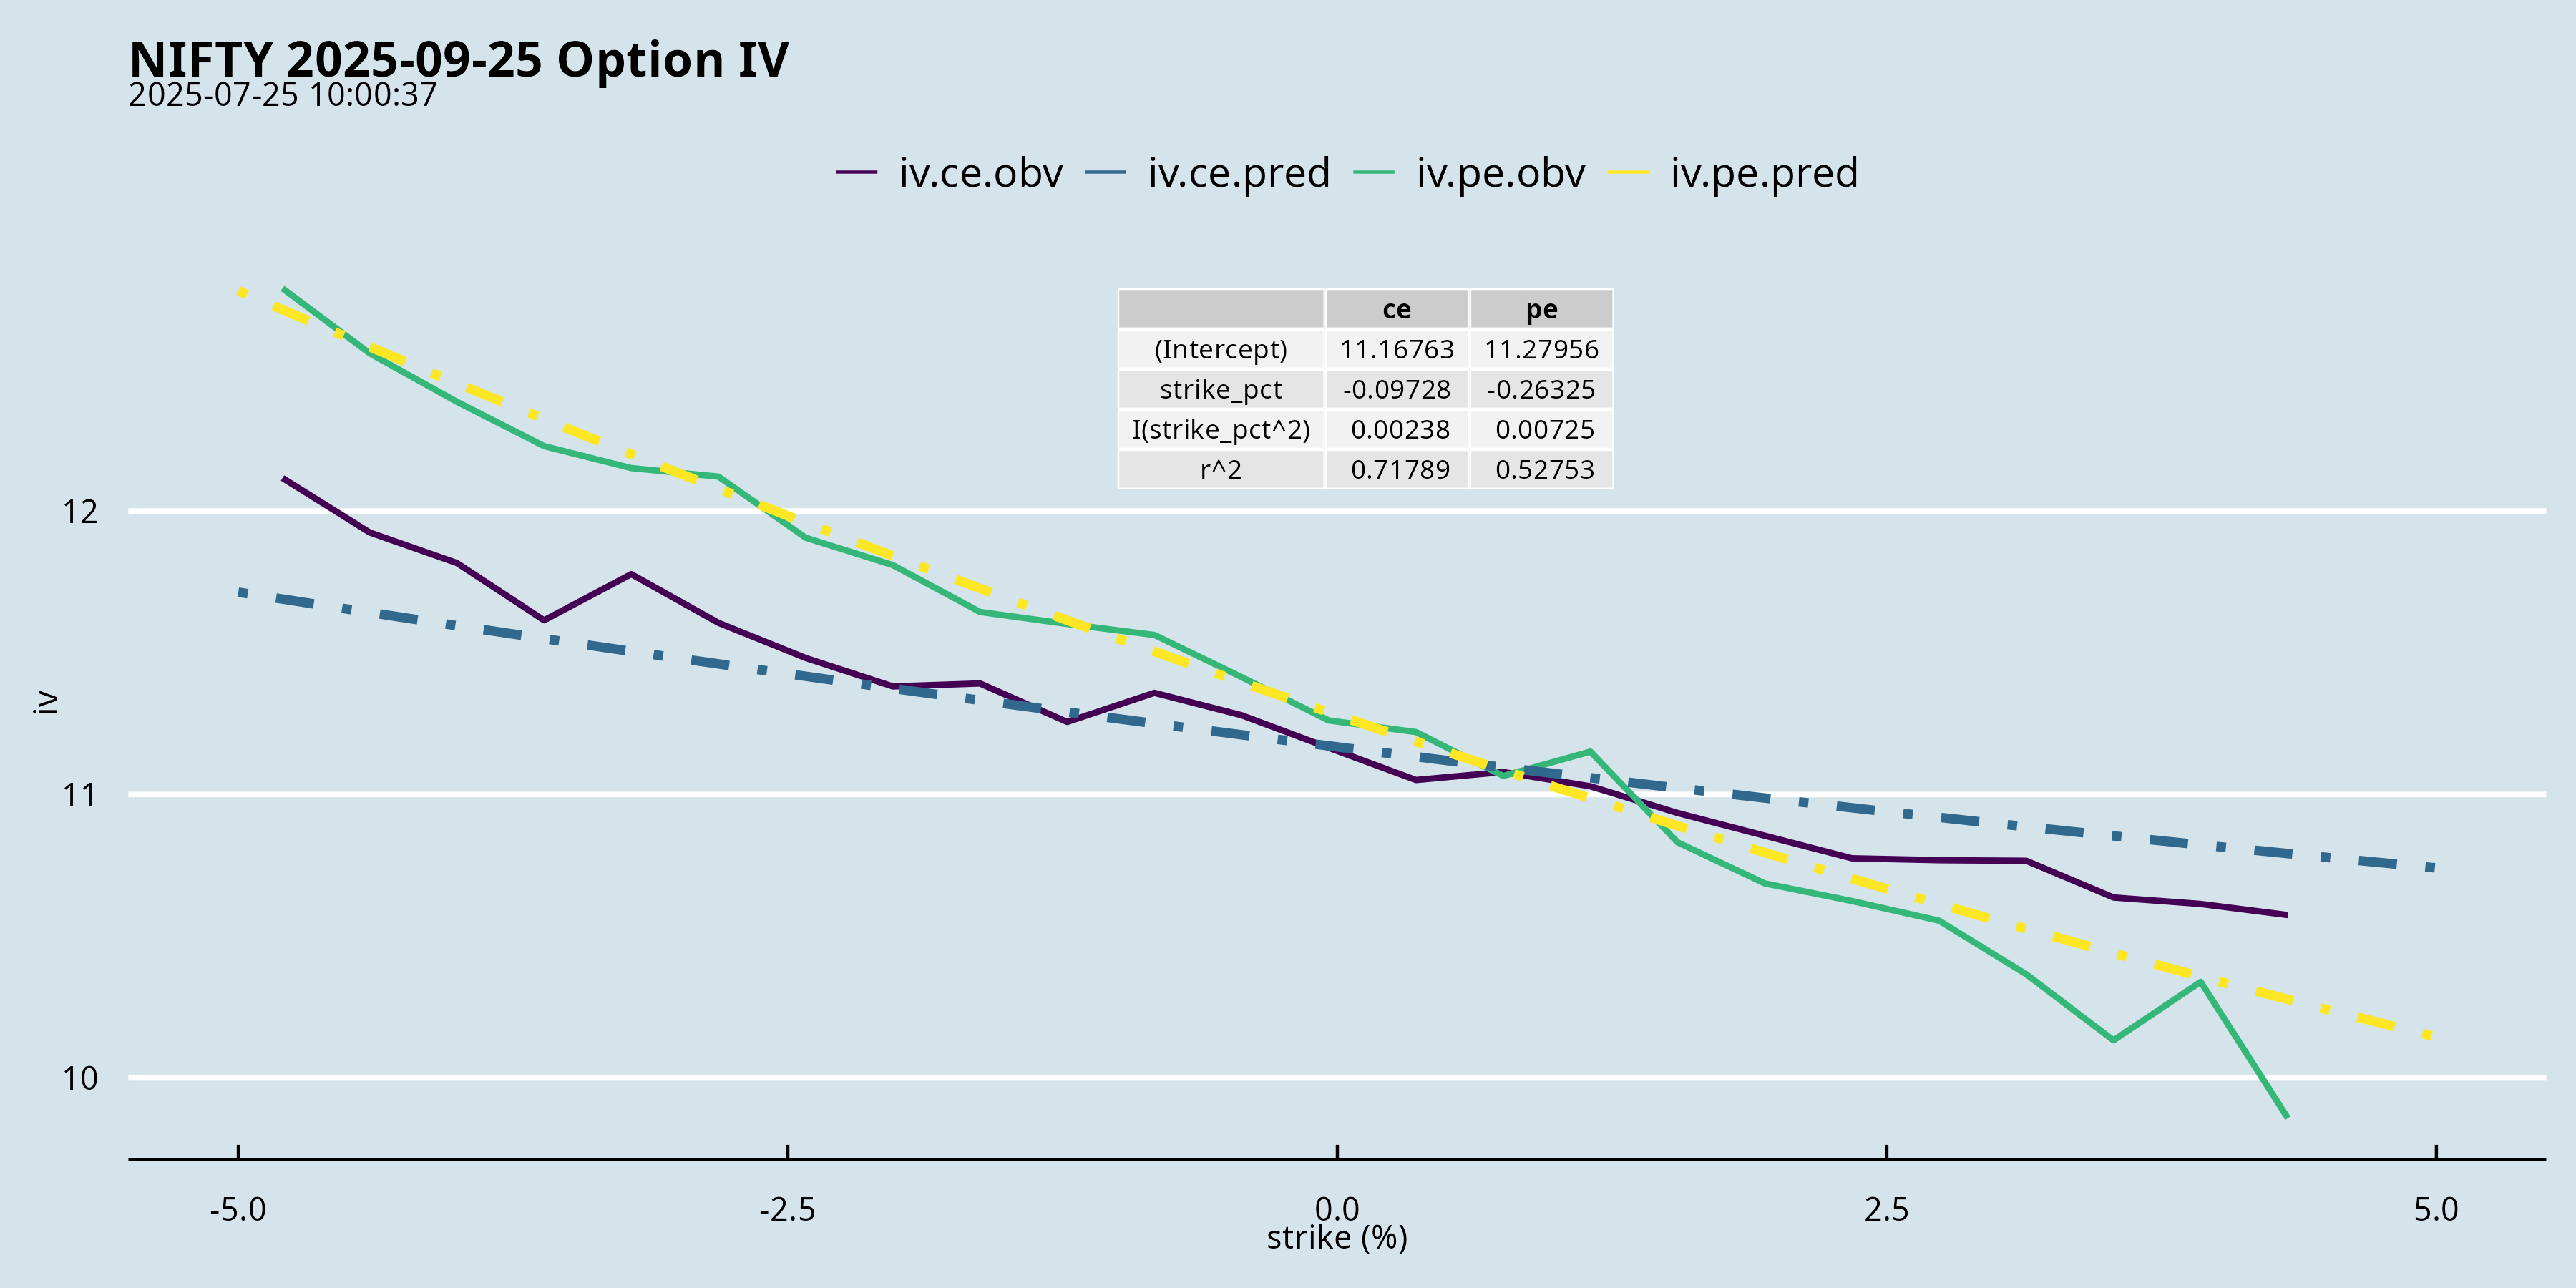 NIFTY 2025-09-25 Option IV
2025-07-25 10:00:37
iv.ce.obv iv.ce.pred iv.pe.obv iv.pe.pred
ce pe
(Intercept) 11.16763 11.27956
strike_pct -0.09728 -0.26325
I(strike_pct^2) 0.00238 0.00725
r^2 0.71789 0.52753
12
11
10
iv
-5.0 -2.5 0.0 2.5 5.0
strike (%)